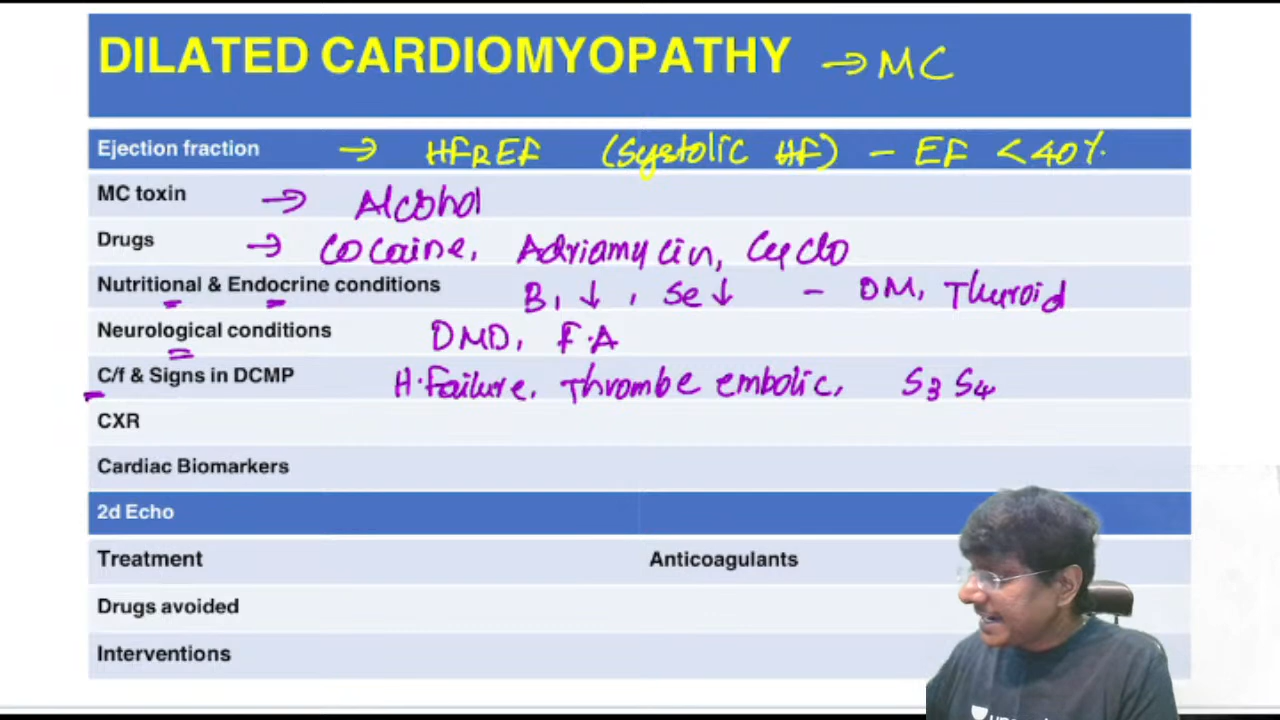 DILATED CARDIOMYOPATHY → MC
Ejection fraction → HFrEF (Systolic HF) - EF <40%
MC toxin → Alcohol
Drugs → Cocaine, Adriamycin, Cyclo
Nutritional & Endocrine conditions B1 ↓, Se ↓ - DM, Thyroid
Neurological conditions DMD, F.A
C/f & Signs in DCMP H.Failure, Thrombe embolic, S3 S4
CXR
Cardiac Biomarkers
2d Echo
Treatment Anticoagulants
Drugs avoided
Interventions